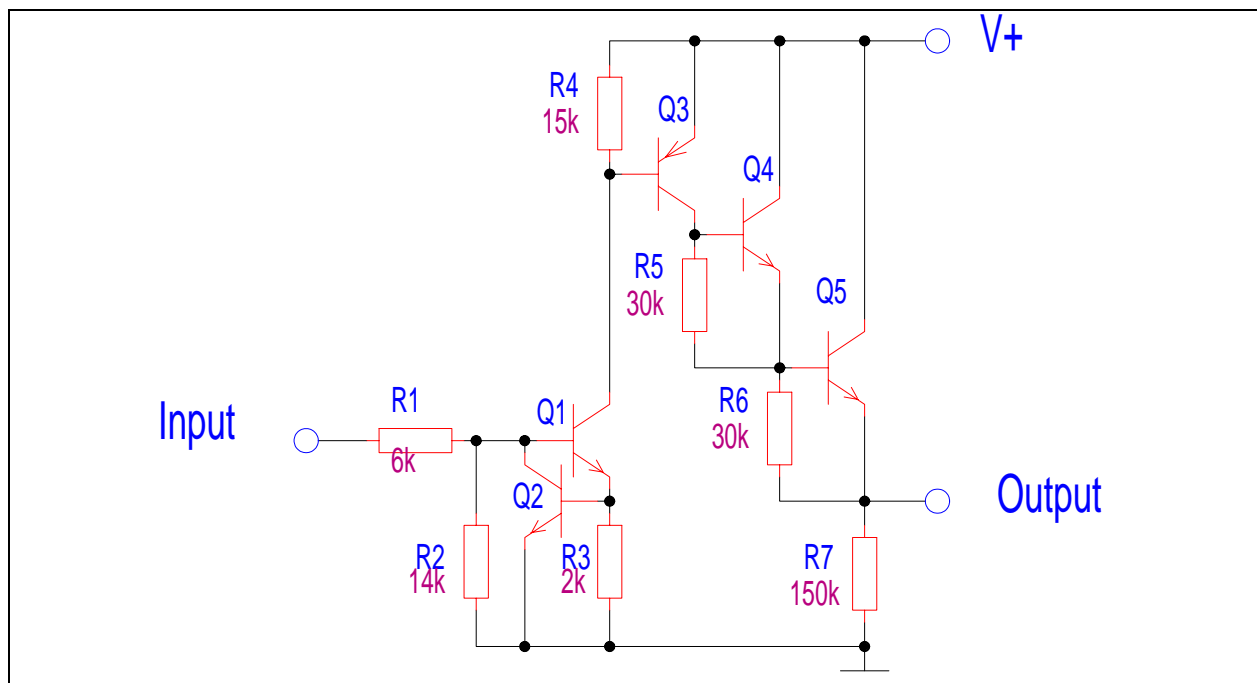 V+
R4
15k
Q3
Q4
R5
30k
Q5
Input
R1
6k
Q1
R6
30k
Q2
Output
R2
14k
R3
2k
R7
150k